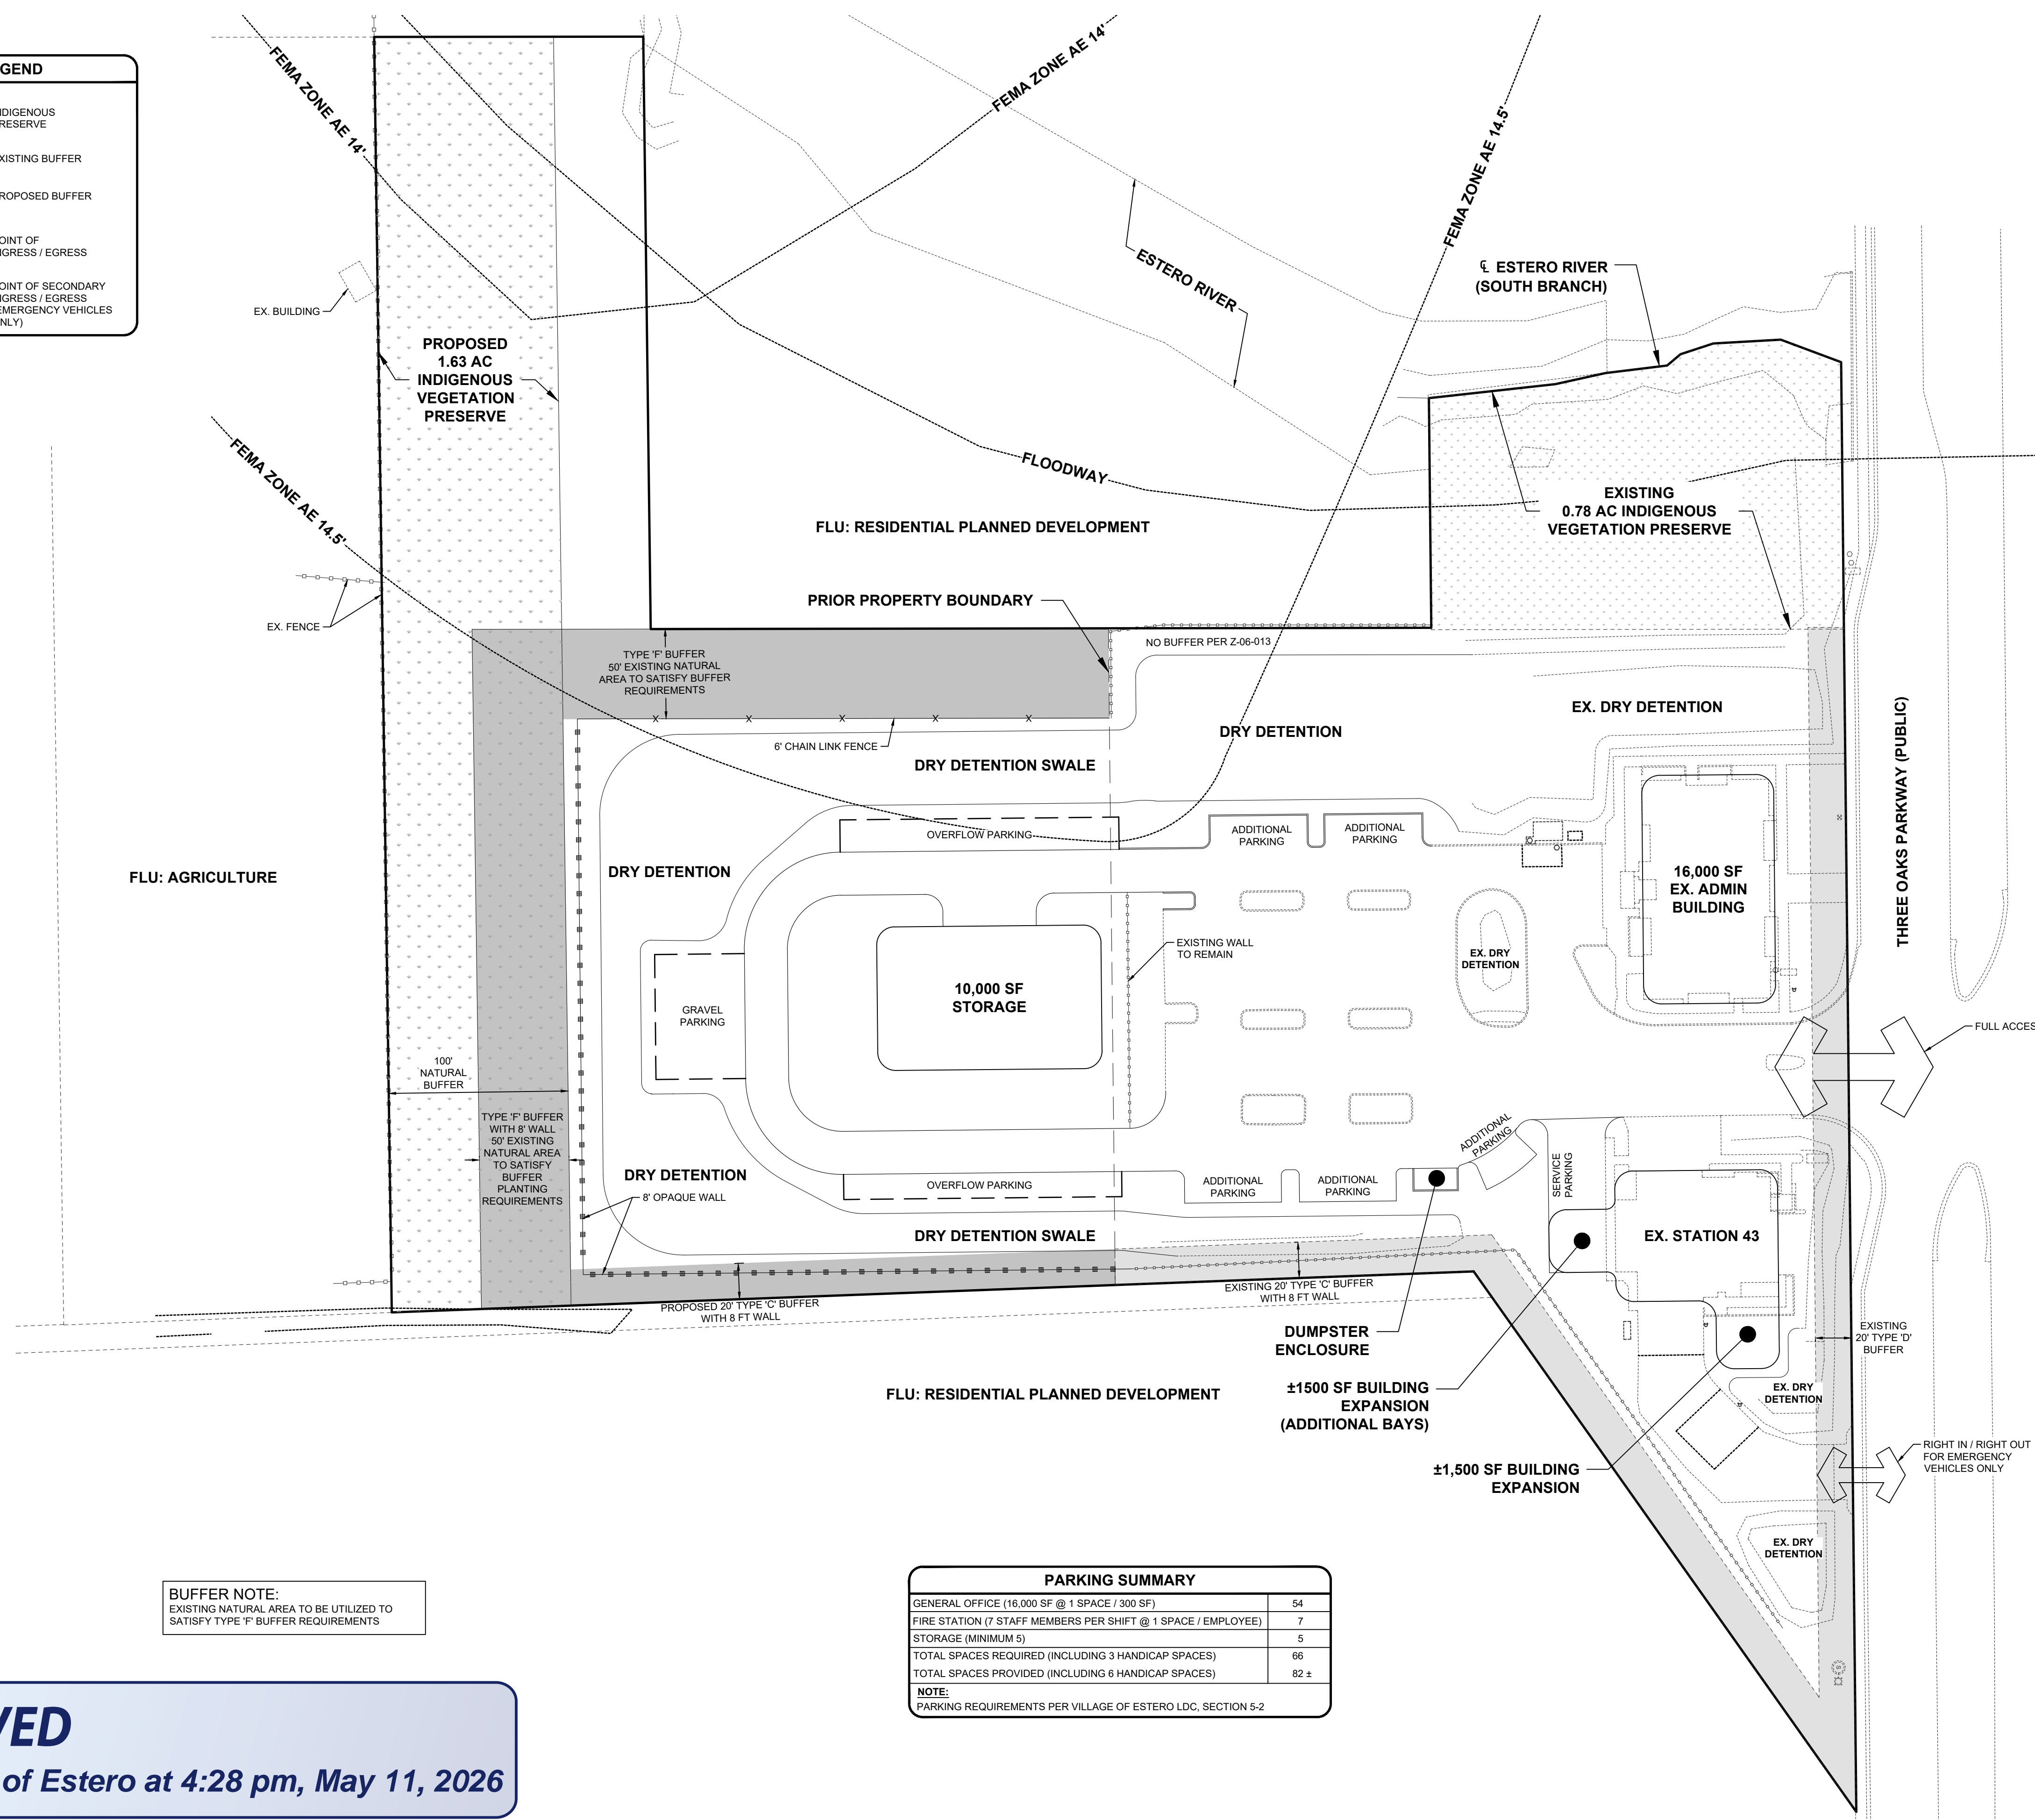 GEND
NDIGENOUS
RESERVE
XISTING BUFFER
ROPOSED BUFFER
OINT OF
NGRESS / EGRESS
OINT OF SECONDARY
NGRESS / EGRESS
EMERGENCY VEHICLES
NLY)
FEMA ZONE AE 14'
FEMA ZONE AE 14'
FEMA ZONE AE 14.5'
ESTERO RIVER
℄ ESTERO RIVER
(SOUTH BRANCH)
EX. BUILDING
PROPOSED
1.63 AC
INDIGENOUS
VEGETATION
PRESERVE
FEMA ZONE AE 14.5'
FLOODWAY
EXISTING
0.78 AC INDIGENOUS
VEGETATION PRESERVE
FLU: RESIDENTIAL PLANNED DEVELOPMENT
PRIOR PROPERTY BOUNDARY
EX. FENCE
NO BUFFER PER Z-06-013
TYPE 'F' BUFFER
50' EXISTING NATURAL
AREA TO SATISFY BUFFER
REQUIREMENTS
6' CHAIN LINK FENCE
X X X X X
DRY DETENTION SWALE
DRY DETENTION
EX. DRY DETENTION
THREE OAKS PARKWAY (PUBLIC)
OVERFLOW PARKING
ADDITIONAL
PARKING
ADDITIONAL
PARKING
FLU: AGRICULTURE
DRY DETENTION
16,000 SF
EX. ADMIN
BUILDING
EXISTING WALL
TO REMAIN
EX. DRY
DETENTION
10,000 SF
STORAGE
GRAVEL
PARKING
FULL ACCES
100'
NATURAL
BUFFER
TYPE 'F' BUFFER
WITH 8' WALL
50' EXISTING
NATURAL AREA
TO SATISFY
BUFFER
PLANTING
REQUIREMENTS
DRY DETENTION
8' OPAQUE WALL
OVERFLOW PARKING
ADDITIONAL
PARKING
ADDITIONAL
PARKING
ADDITIONAL
PARKING
SERVICE
PARKING
DRY DETENTION SWALE
EX. STATION 43
PROPOSED 20' TYPE 'C' BUFFER
WITH 8 FT WALL
EXISTING 20' TYPE 'C' BUFFER
WITH 8 FT WALL
DUMPSTER
ENCLOSURE
EXISTING
20' TYPE 'D'
BUFFER
FLU: RESIDENTIAL PLANNED DEVELOPMENT
±1500 SF BUILDING
EXPANSION
(ADDITIONAL BAYS)
EX. DRY
DETENTION
±1,500 SF BUILDING
EXPANSION
RIGHT IN / RIGHT OUT
FOR EMERGENCY
VEHICLES ONLY
EX. DRY
DETENTION
BUFFER NOTE:
EXISTING NATURAL AREA TO BE UTILIZED TO
SATISFY TYPE 'F' BUFFER REQUIREMENTS
PARKING SUMMARY
GENERAL OFFICE (16,000 SF @ 1 SPACE / 300 SF) 54
FIRE STATION (7 STAFF MEMBERS PER SHIFT @ 1 SPACE / EMPLOYEE) 7
STORAGE (MINIMUM 5) 5
TOTAL SPACES REQUIRED (INCLUDING 3 HANDICAP SPACES) 66
TOTAL SPACES PROVIDED (INCLUDING 6 HANDICAP SPACES) 82 ±
NOTE:
PARKING REQUIREMENTS PER VILLAGE OF ESTERO LDC, SECTION 5-2
VED
of Estero at 4:28 pm, May 11, 2026